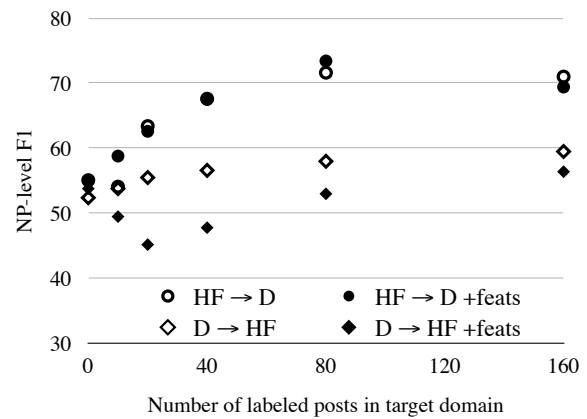 80
70
60
50
40
30
NP-level F1
HF → D
HF → D +feats
D → HF
D → HF +feats
0 40 80 120 160
Number of labeled posts in target domain